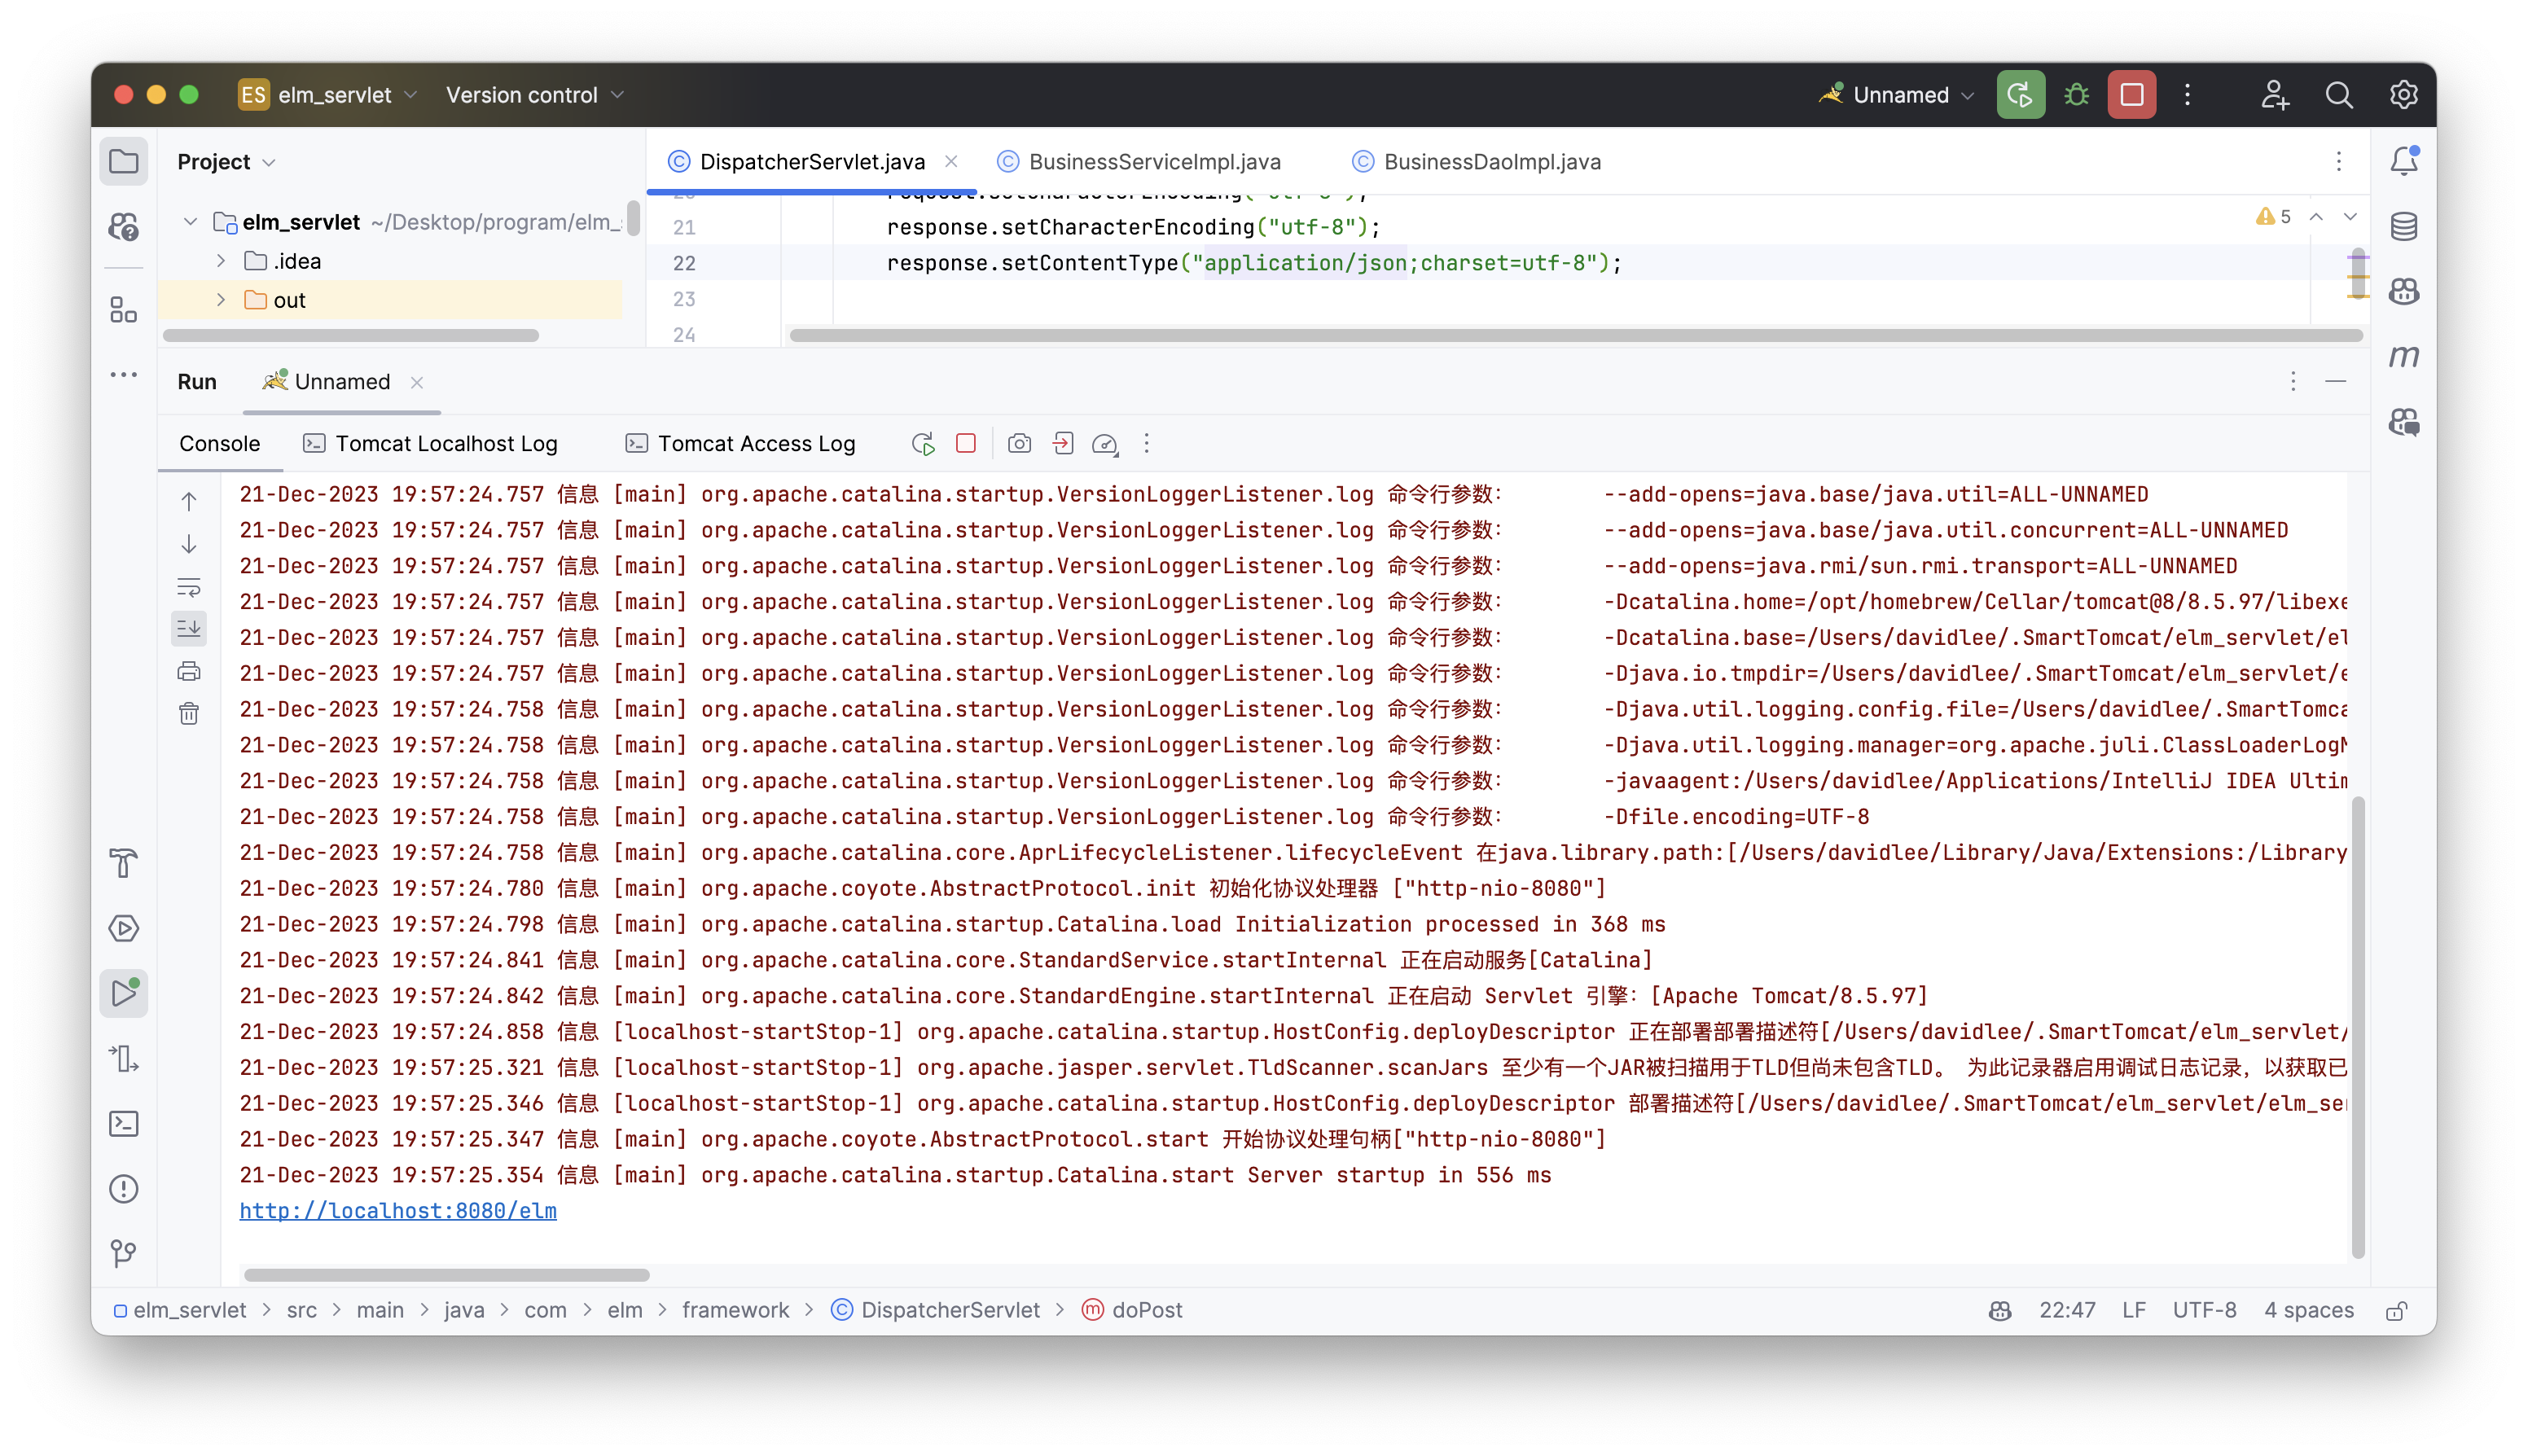 ES elm_servlet Version control Unnamed
Project
DispatcherServlet.java BusinessServiceImpl.java BusinessDaoImpl.java
elm_servlet ~/Desktop/program/elm_
.idea
out
21 response.setCharacterEncoding("utf-8");
22 response.setContentType("application/json;charset=utf-8");
23
24
5
Run Unnamed
Console Tomcat Localhost Log Tomcat Access Log
21-Dec-2023 19:57:24.757 信息 [main] org.apache.catalina.startup.VersionLoggerListener.log 命令行参数: --add-opens=java.base/java.util=ALL-UNNAMED
21-Dec-2023 19:57:24.757 信息 [main] org.apache.catalina.startup.VersionLoggerListener.log 命令行参数: --add-opens=java.base/java.util.concurrent=ALL-UNNAMED
21-Dec-2023 19:57:24.757 信息 [main] org.apache.catalina.startup.VersionLoggerListener.log 命令行参数: --add-opens=java.rmi/sun.rmi.transport=ALL-UNNAMED
21-Dec-2023 19:57:24.757 信息 [main] org.apache.catalina.startup.VersionLoggerListener.log 命令行参数: -Dcatalina.home=/opt/homebrew/Cellar/tomcat@8/8.5.97/libexe
21-Dec-2023 19:57:24.757 信息 [main] org.apache.catalina.startup.VersionLoggerListener.log 命令行参数: -Dcatalina.base=/Users/davidlee/.SmartTomcat/elm_servlet/el
21-Dec-2023 19:57:24.757 信息 [main] org.apache.catalina.startup.VersionLoggerListener.log 命令行参数: -Djava.io.tmpdir=/Users/davidlee/.SmartTomcat/elm_servlet/e
21-Dec-2023 19:57:24.758 信息 [main] org.apache.catalina.startup.VersionLoggerListener.log 命令行参数: -Djava.util.logging.config.file=/Users/davidlee/.SmartTomca
21-Dec-2023 19:57:24.758 信息 [main] org.apache.catalina.startup.VersionLoggerListener.log 命令行参数: -Djava.util.logging.manager=org.apache.juli.ClassLoaderLogM
21-Dec-2023 19:57:24.758 信息 [main] org.apache.catalina.startup.VersionLoggerListener.log 命令行参数: -javaagent:/Users/davidlee/Applications/IntelliJ IDEA Ultim
21-Dec-2023 19:57:24.758 信息 [main] org.apache.catalina.startup.VersionLoggerListener.log 命令行参数: -Dfile.encoding=UTF-8
21-Dec-2023 19:57:24.758 信息 [main] org.apache.catalina.core.AprLifecycleListener.lifecycleEvent 在java.library.path:[/Users/davidlee/Library/Java/Extensions:/Library
21-Dec-2023 19:57:24.780 信息 [main] org.apache.coyote.AbstractProtocol.init 初始化协议处理器 ["http-nio-8080"]
21-Dec-2023 19:57:24.798 信息 [main] org.apache.catalina.startup.Catalina.load Initialization processed in 368 ms
21-Dec-2023 19:57:24.841 信息 [main] org.apache.catalina.core.StandardService.startInternal 正在启动服务[Catalina]
21-Dec-2023 19:57:24.842 信息 [main] org.apache.catalina.core.StandardEngine.startInternal 正在启动 Servlet 引擎：[Apache Tomcat/8.5.97]
21-Dec-2023 19:57:24.858 信息 [localhost-startStop-1] org.apache.catalina.startup.HostConfig.deployDescriptor 正在部署部署描述符[/Users/davidlee/.SmartTomcat/elm_servlet/
21-Dec-2023 19:57:25.321 信息 [localhost-startStop-1] org.apache.jasper.servlet.TldScanner.scanJars 至少有一个JAR被扫描用于TLD但尚未包含TLD。 为此记录器启用调试日志记录，以获取已
21-Dec-2023 19:57:25.346 信息 [localhost-startStop-1] org.apache.catalina.startup.HostConfig.deployDescriptor 部署描述符[/Users/davidlee/.SmartTomcat/elm_servlet/elm_ser
21-Dec-2023 19:57:25.347 信息 [main] org.apache.coyote.AbstractProtocol.start 开始协议处理句柄["http-nio-8080"]
21-Dec-2023 19:57:25.354 信息 [main] org.apache.catalina.startup.Catalina.start Server startup in 556 ms
http://localhost:8080/elm
elm_servlet > src > main > java > com > elm > framework > DispatcherServlet > doPost 22:47 LF UTF-8 4 spaces